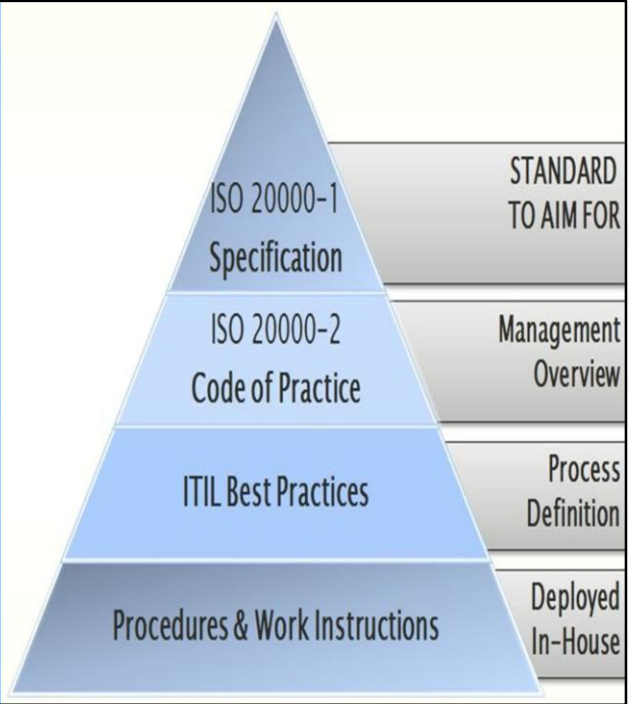 ISO 20000-1
Specification
STANDARD
TO AIM FOR
ISO 20000-2
Code of Practice
Management
Overview
ITIL Best Practices
Process
Definition
Procedures & Work Instructions
Deployed
In-House